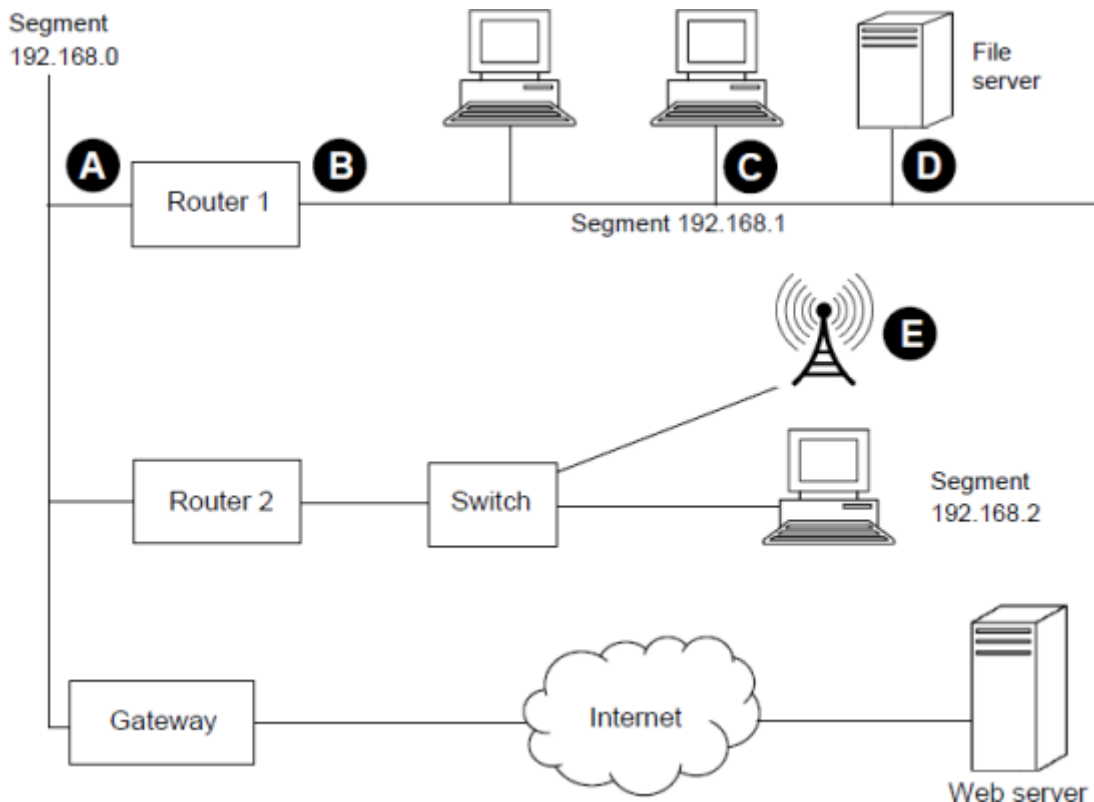 Segment
192.168.0
File
server
A
B
Router 1
C
D
Segment 192.168.1
E
Router 2
Switch
Segment
192.168.2
Gateway
Internet
Web server